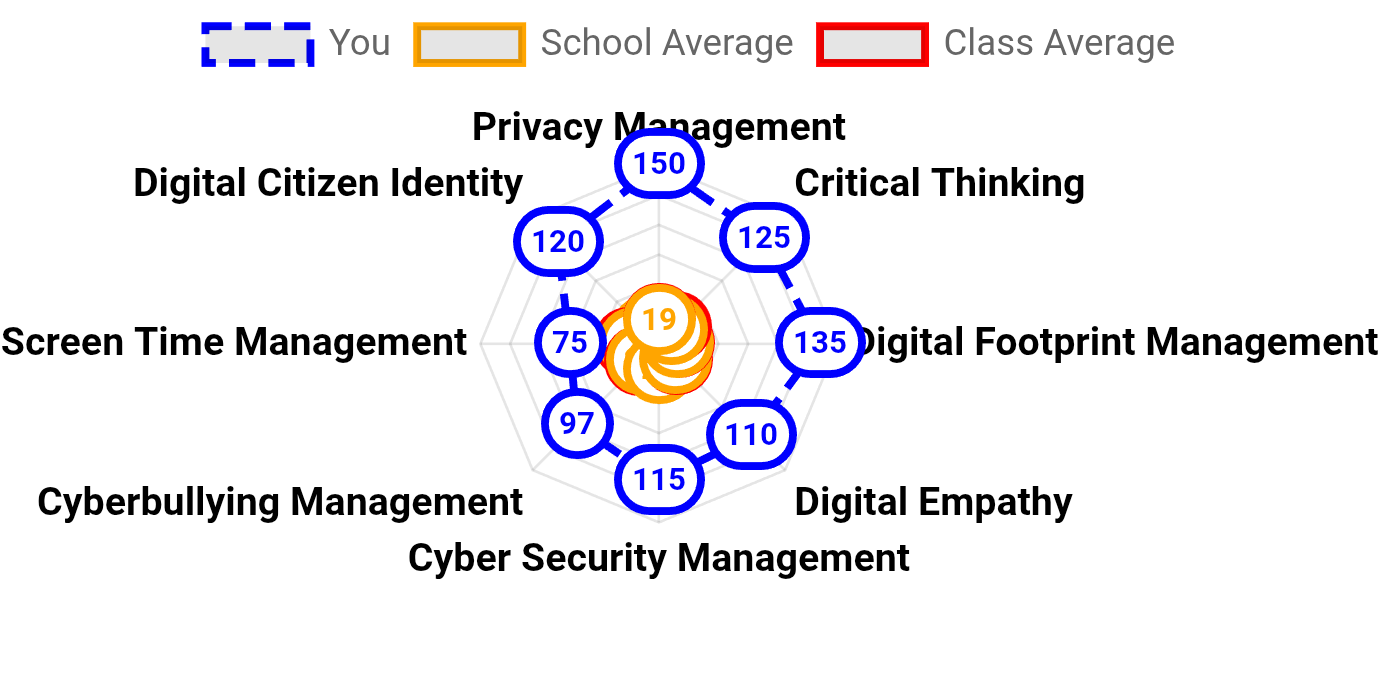 You School Average Class Average
Privacy Management
150
Digital Citizen Identity
Critical Thinking
120
125
19
Screen Time Management
75
135
Digital Footprint Management
97
110
115
Cyberbullying Management
Digital Empathy
Cyber Security Management